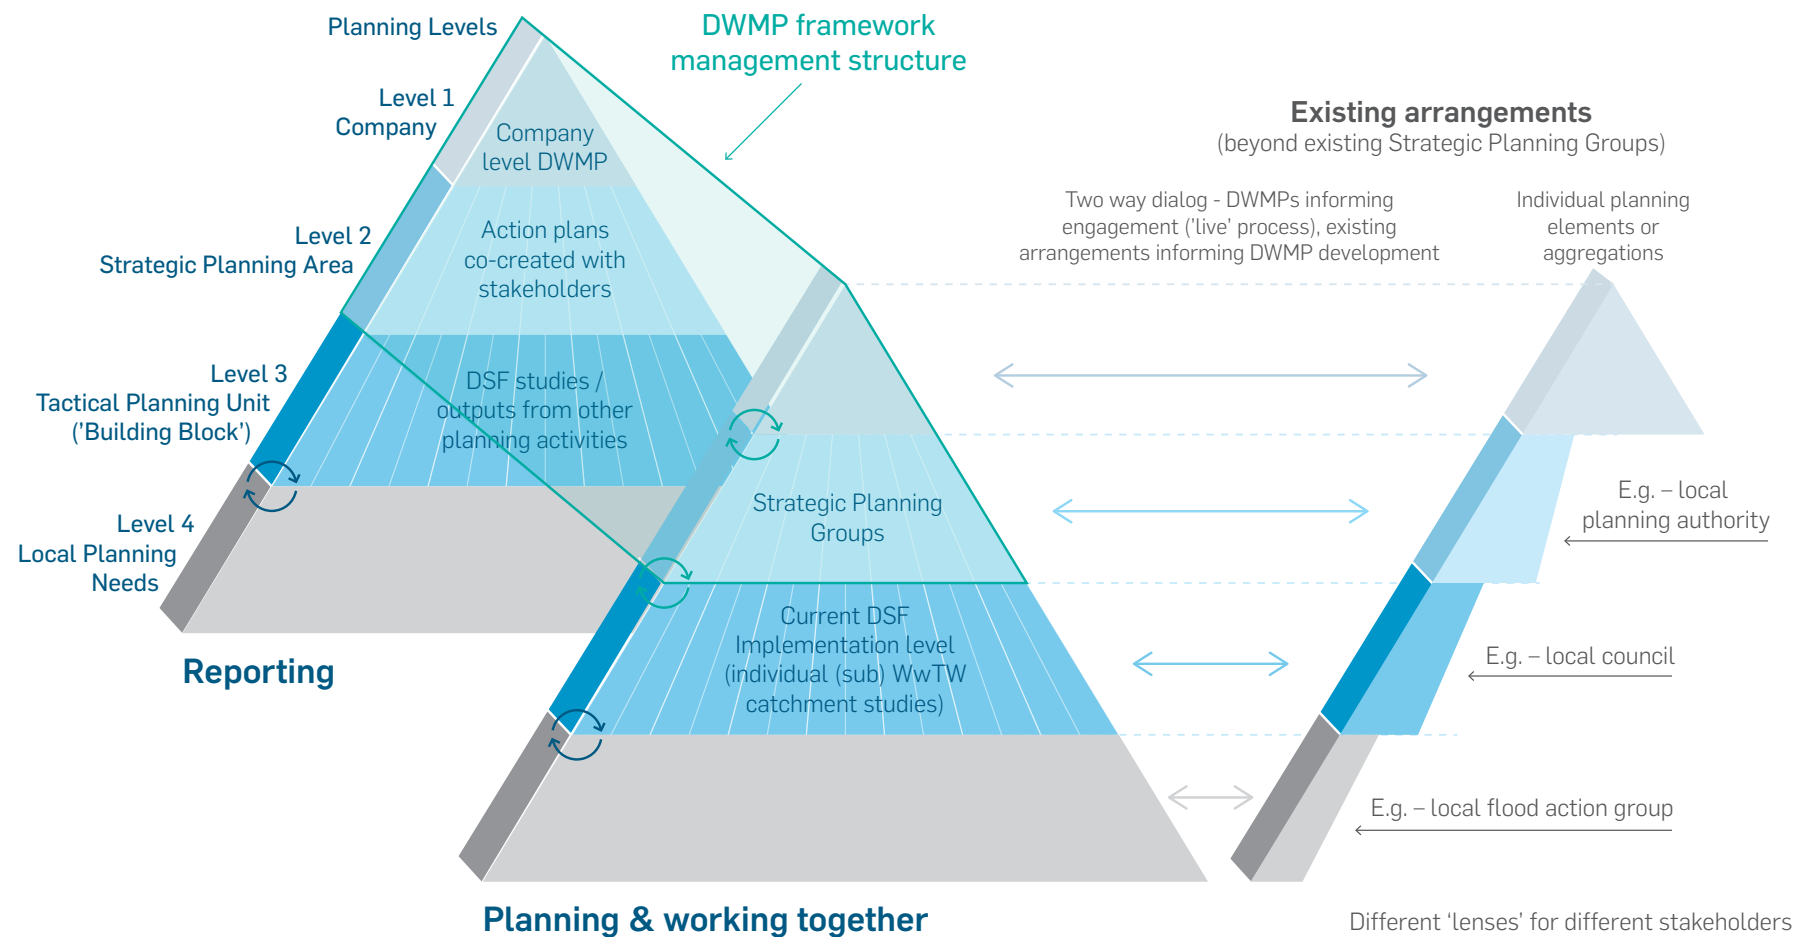 Planning Levels
DWMP framework
management structure
Level 1
Company
Company
level DWMP
Level 2
Strategic Planning Area
Action plans
co-created with
stakeholders
Level 3
Tactical Planning Unit
('Building Block')
DSF studies /
outputs from other
planning activities
Level 4
Local Planning
Needs
Reporting
Strategic Planning
Groups
Current DSF
Implementation level
(individual (sub) WwTW
catchment studies)
Planning & working together
Existing arrangements
(beyond existing Strategic Planning Groups)
Two way dialog - DWMPs informing
engagement ('live' process), existing
arrangements informing DWMP development
Individual planning
elements or
aggregations
E.g. – local
planning authority
E.g. – local council
E.g. – local flood action group
Different 'lenses' for different stakeholders